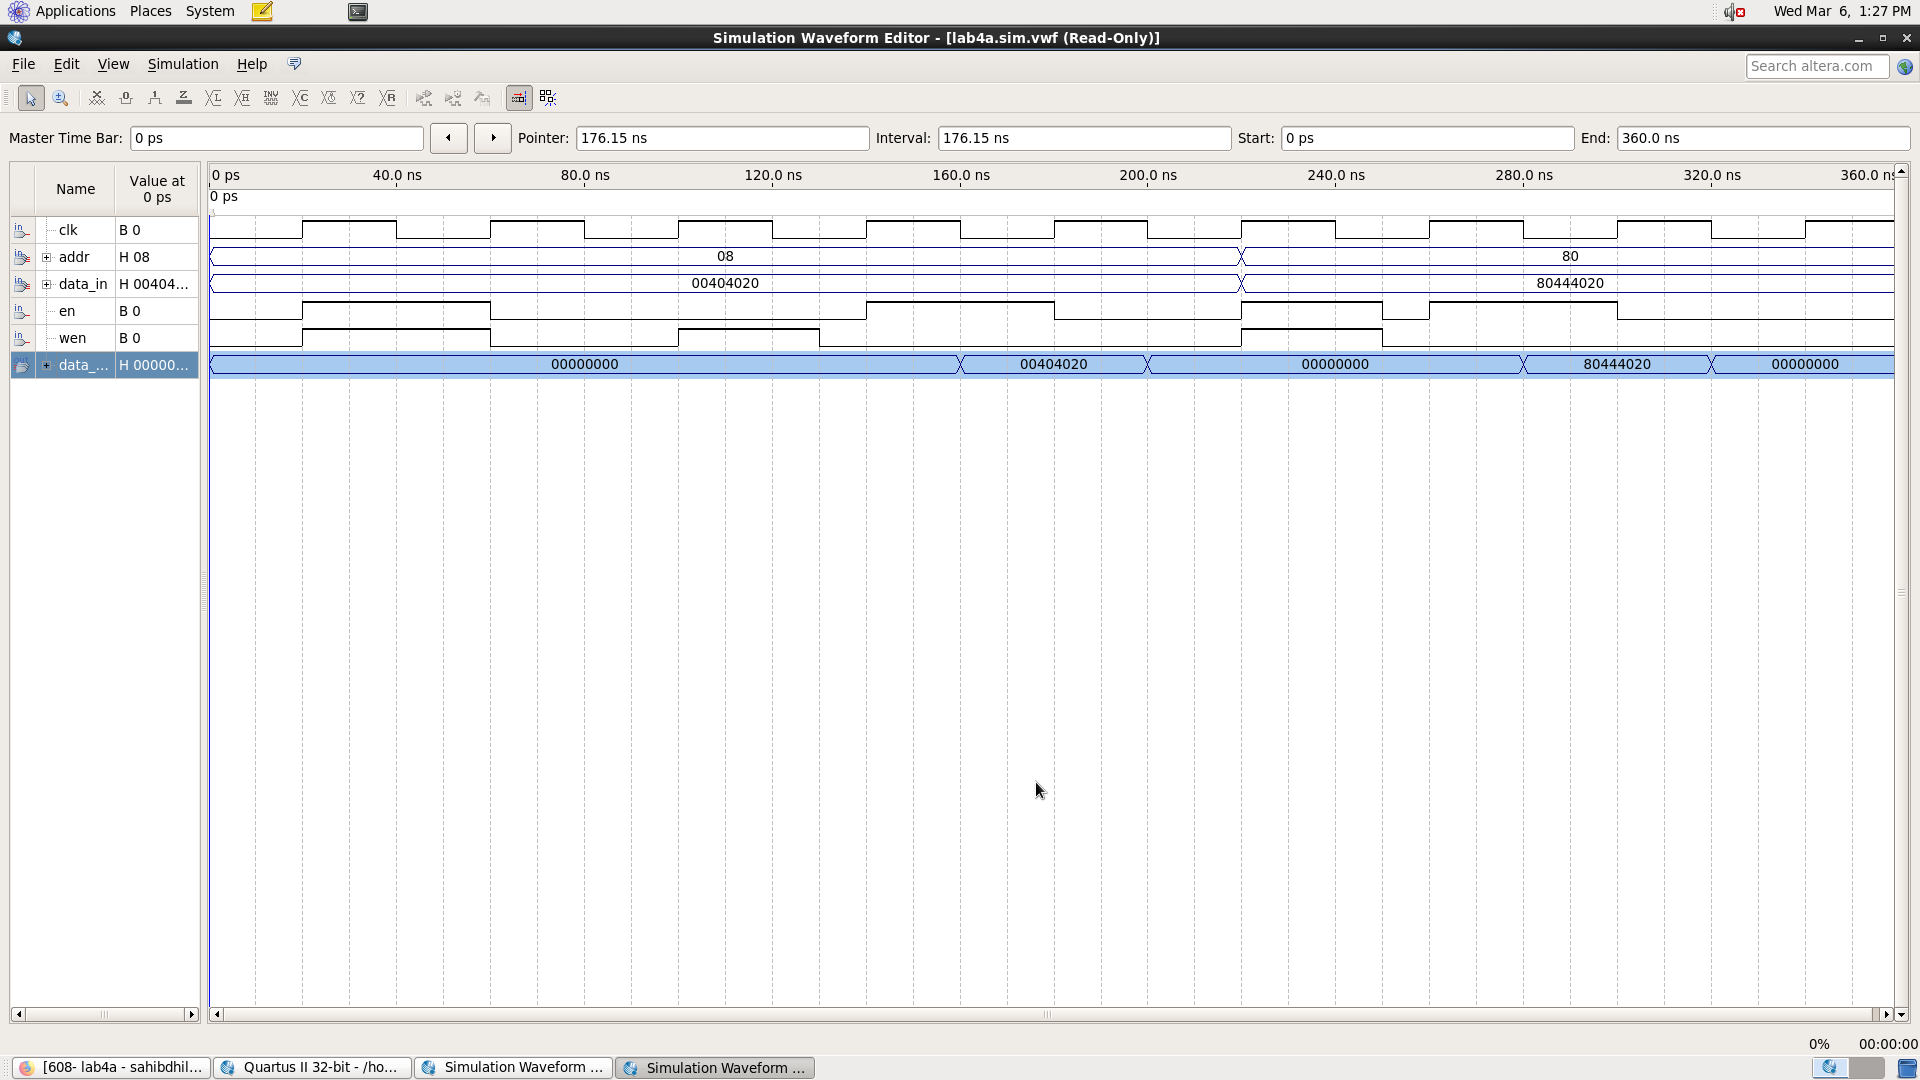 Applications Places System Wed Mar 6, 1:27 PM
Simulation Waveform Editor - [lab4a.sim.vwf (Read-Only)]
File Edit View Simulation Help Search altera.com
Master Time Bar: 0 ps Pointer: 176.15 ns Interval: 176.15 ns Start: 0 ps End: 360.0 ns
Name Value at 0 ps
0 ps 40.0 ns 80.0 ns 120.0 ns 160.0 ns 200.0 ns 240.0 ns 280.0 ns 320.0 ns 360.0 ns
0 ps
clk B 0
addr H 08 08 80
data_in H 00404... 00404020 80444020
en B 0
wen B 0
data_... H 00000... 00000000 00404020 00000000 80444020 00000000
0% 00:00:00
[608- lab4a - sahibdhil... Quartus II 32-bit - /ho... Simulation Waveform ... Simulation Waveform ...